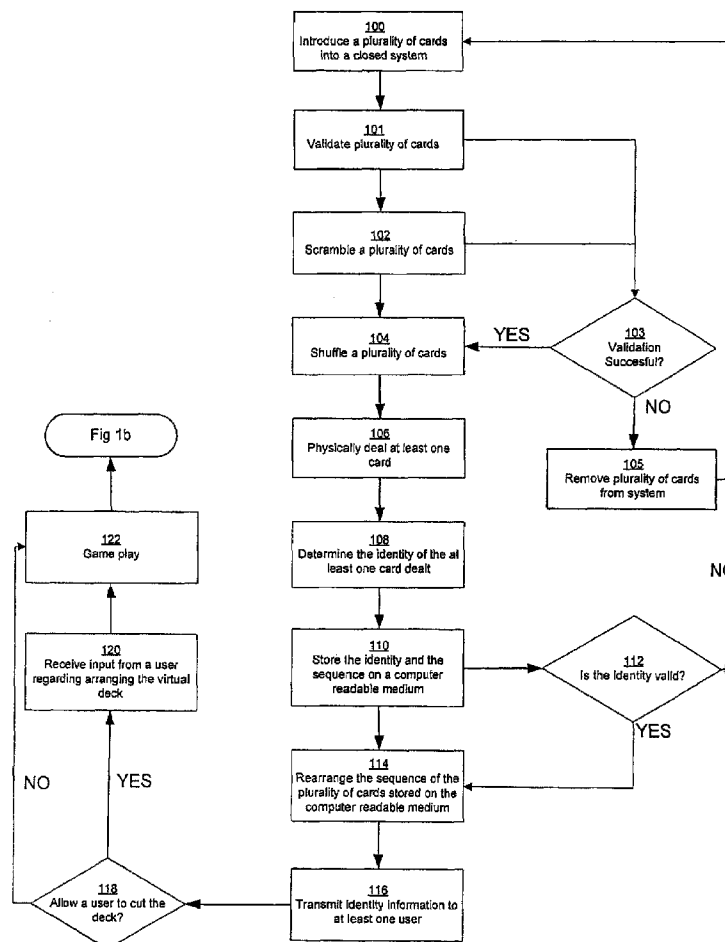 100
Introduce a plurality of cards
into a closed system
101
Validate plurality of cards
102
Scramble a plurality of cards
103
Validation
Succesful?
YES
NO
104
Shuffle a plurality of cards
105
Remove plurality of cards
from system
106
Physically deal at least one
card
108
Determine the identity of the at
least one card dealt
110
Store the identity and the
sequence on a computer
readable medium
112
Is the identity valid?
NO
YES
114
Rearrange the sequence of the
plurality of cards stored on the
computer readable medium
116
Transmit identity information to
at least one user
118
Allow a user to cut the
deck?
NO
YES
120
Receive input from a user
regarding arranging the virtual
deck
122
Game play
Fig 1b